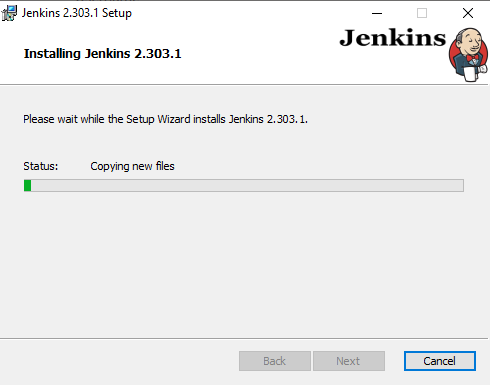 Jenkins 2.303.1 Setup
Installing Jenkins 2.303.1
Jenkins
Please wait while the Setup Wizard installs Jenkins 2.303.1.
Status: Copying new files
Back Next Cancel